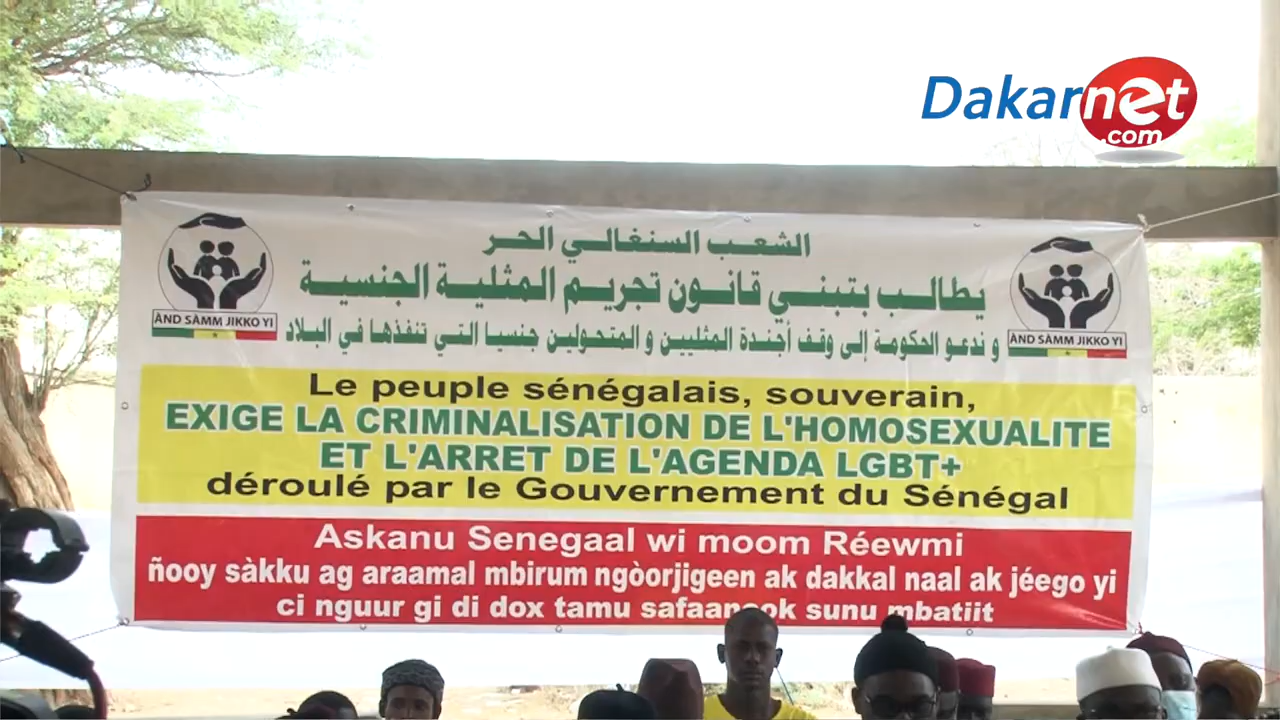 Dakarnet
.com
الشعب السنغالي الحر
يطالب بتبني قانون تجريم المثلية الجنسية
و ندعو الحكومة إلى وقف أجندة المثليين و المتحولين جنسيا التي تنفذها في البلاد
ÀND SÀMM JIKKO YI
ÀND SÀMM JIKKO YI
Le peuple sénégalais, souverain,
EXIGE LA CRIMINALISATION DE L'HOMOSEXUALITE
ET L'ARRET DE L'AGENDA LGBT+
déroulé par le Gouvernement du Sénégal
Askanu Senegaal wi moom Réewmi
ñooy sàkku ag araamal mbirum ngòorjigeen ak dakkal naal ak jéego yi
ci nguur gi di dox tamu safaanook sunu mbatiit